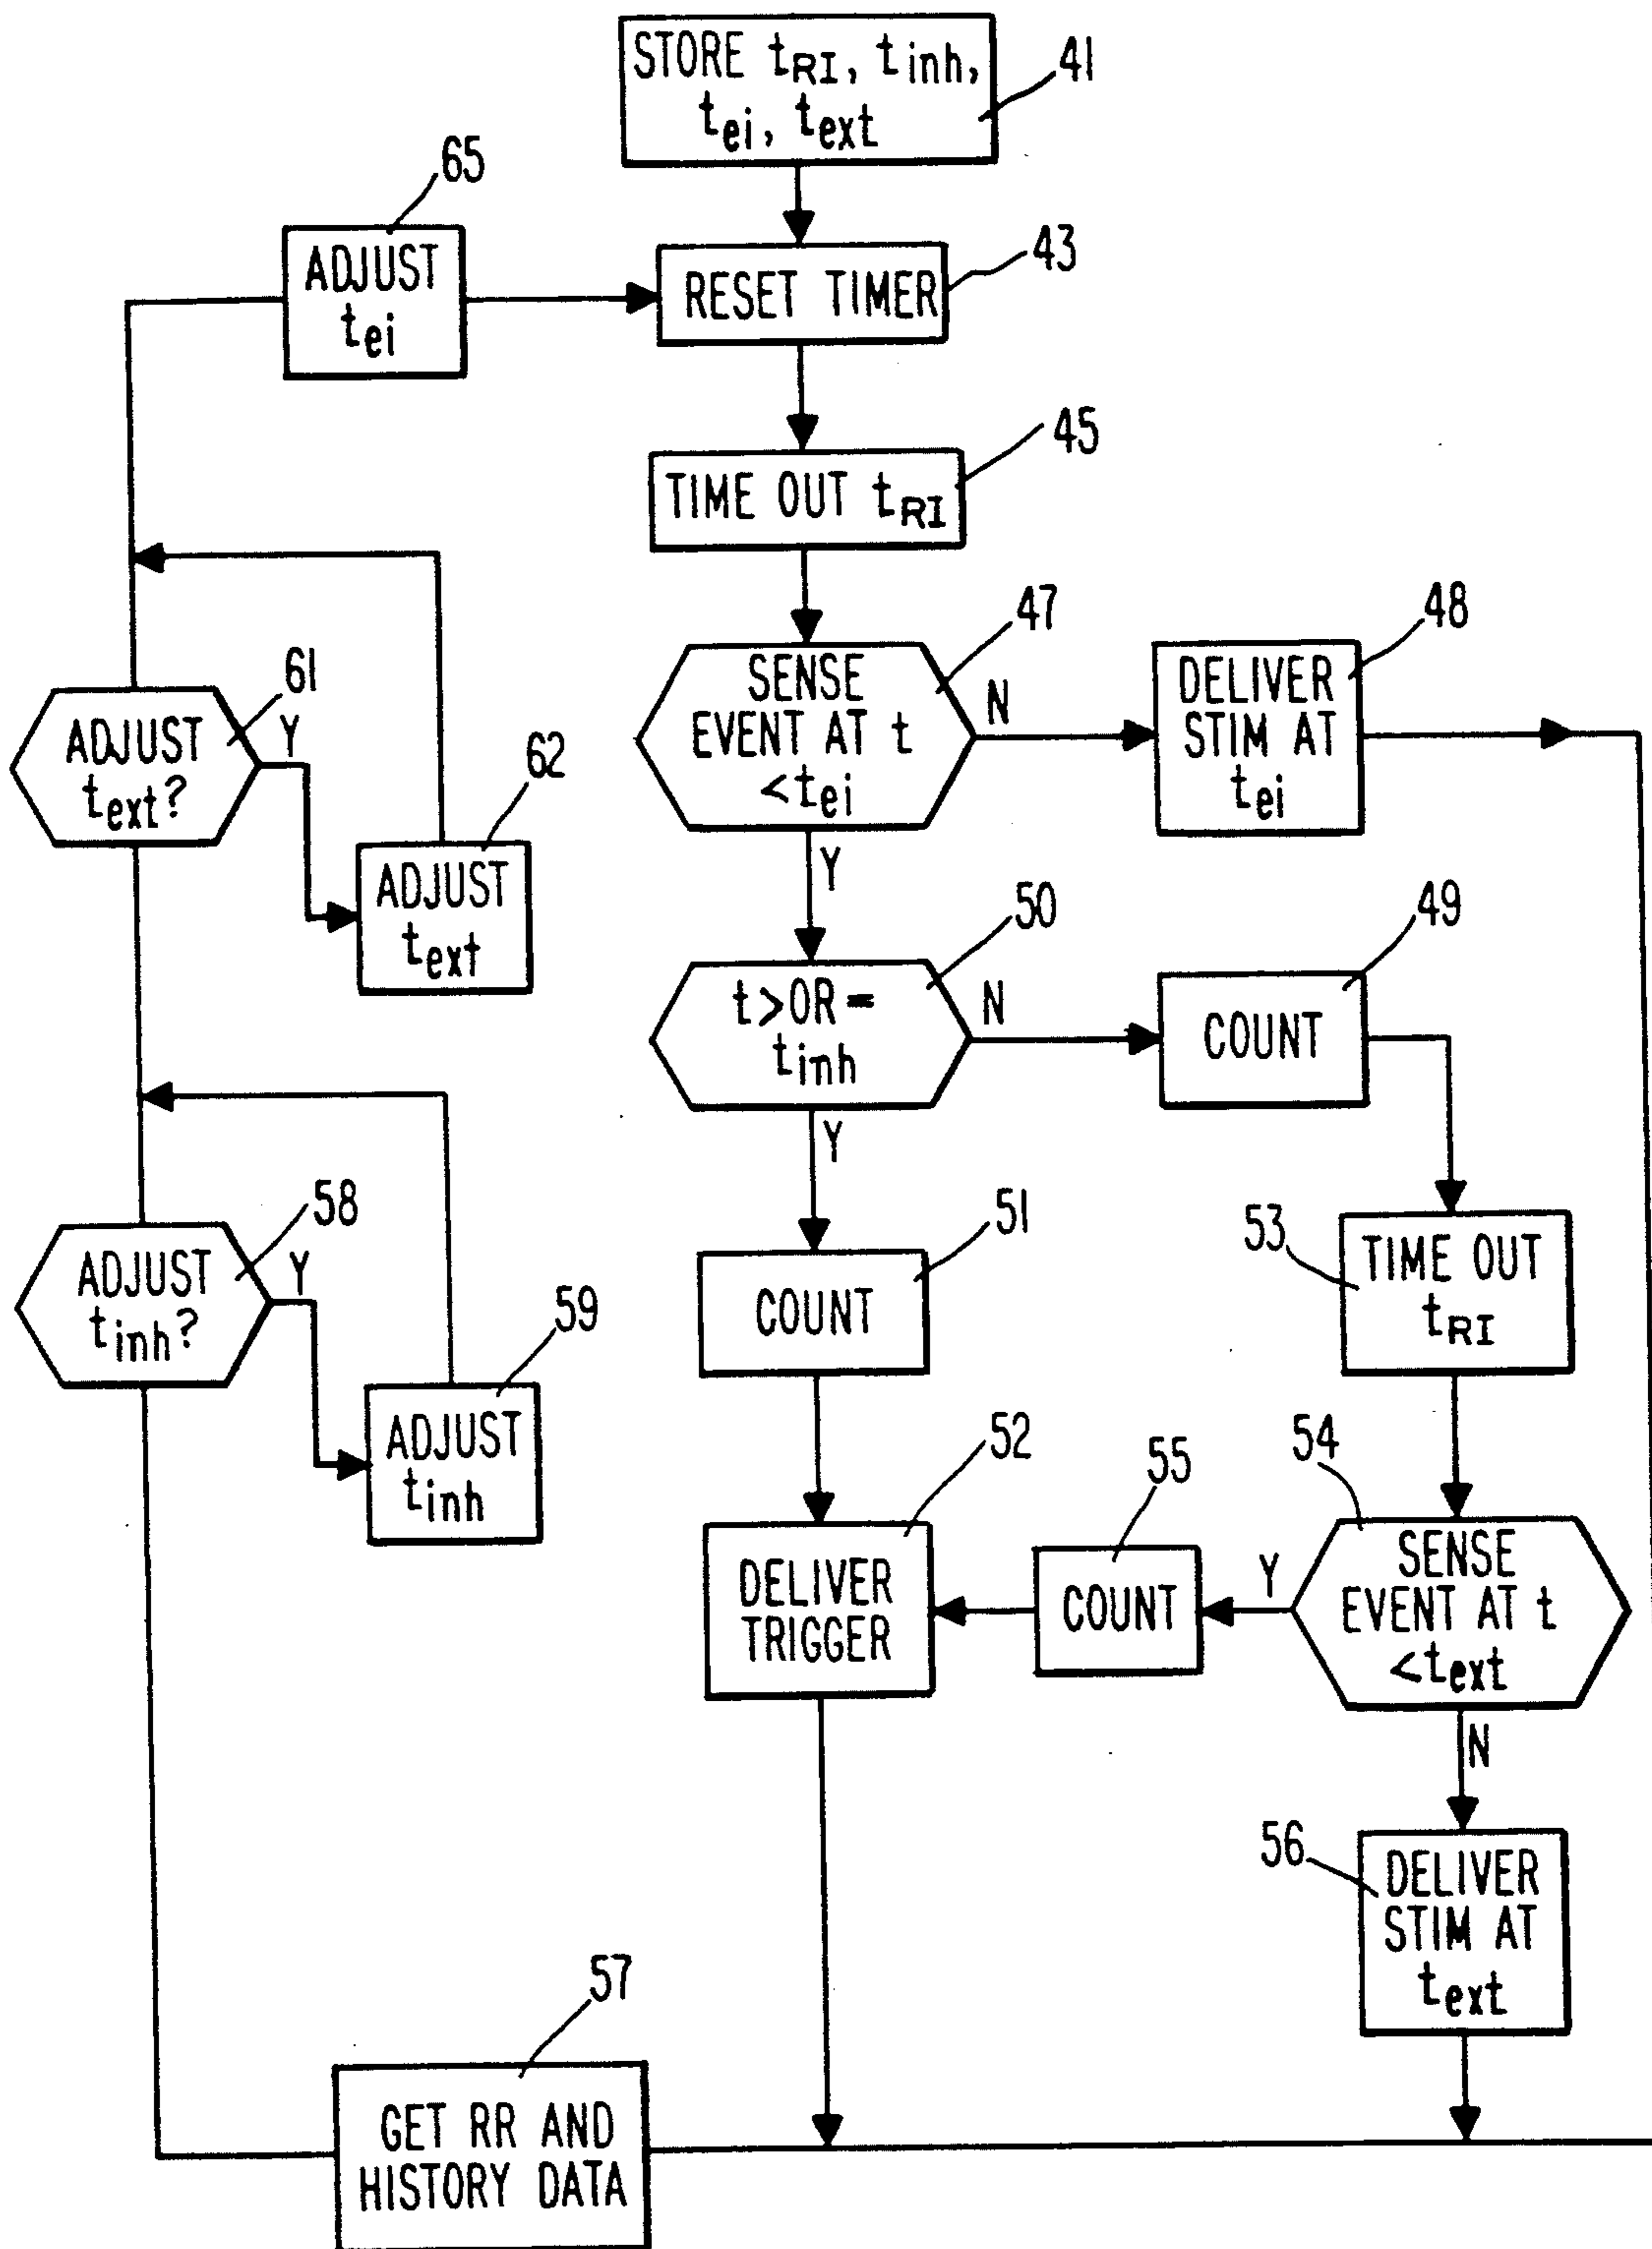 STORE tRI, tinh,
tei, text
41
65
ADJUST
tei
RESET TIMER
43
TIME OUT tRI
45
SENSE
EVENT AT t
<tei
47
N
Y
DELIVER
STIM AT
tei
48
61
ADJUST
text?
Y
62
ADJUST
text
t>OR=
tinh
50
N
Y
COUNT
49
58
ADJUST
tinh?
Y
59
ADJUST
tinh
51
COUNT
53
TIME OUT
tRI
52
DELIVER
TRIGGER
55
COUNT
Y
54
SENSE
EVENT AT t
<text
N
56
DELIVER
STIM AT
text
57
GET RR AND
HISTORY DATA